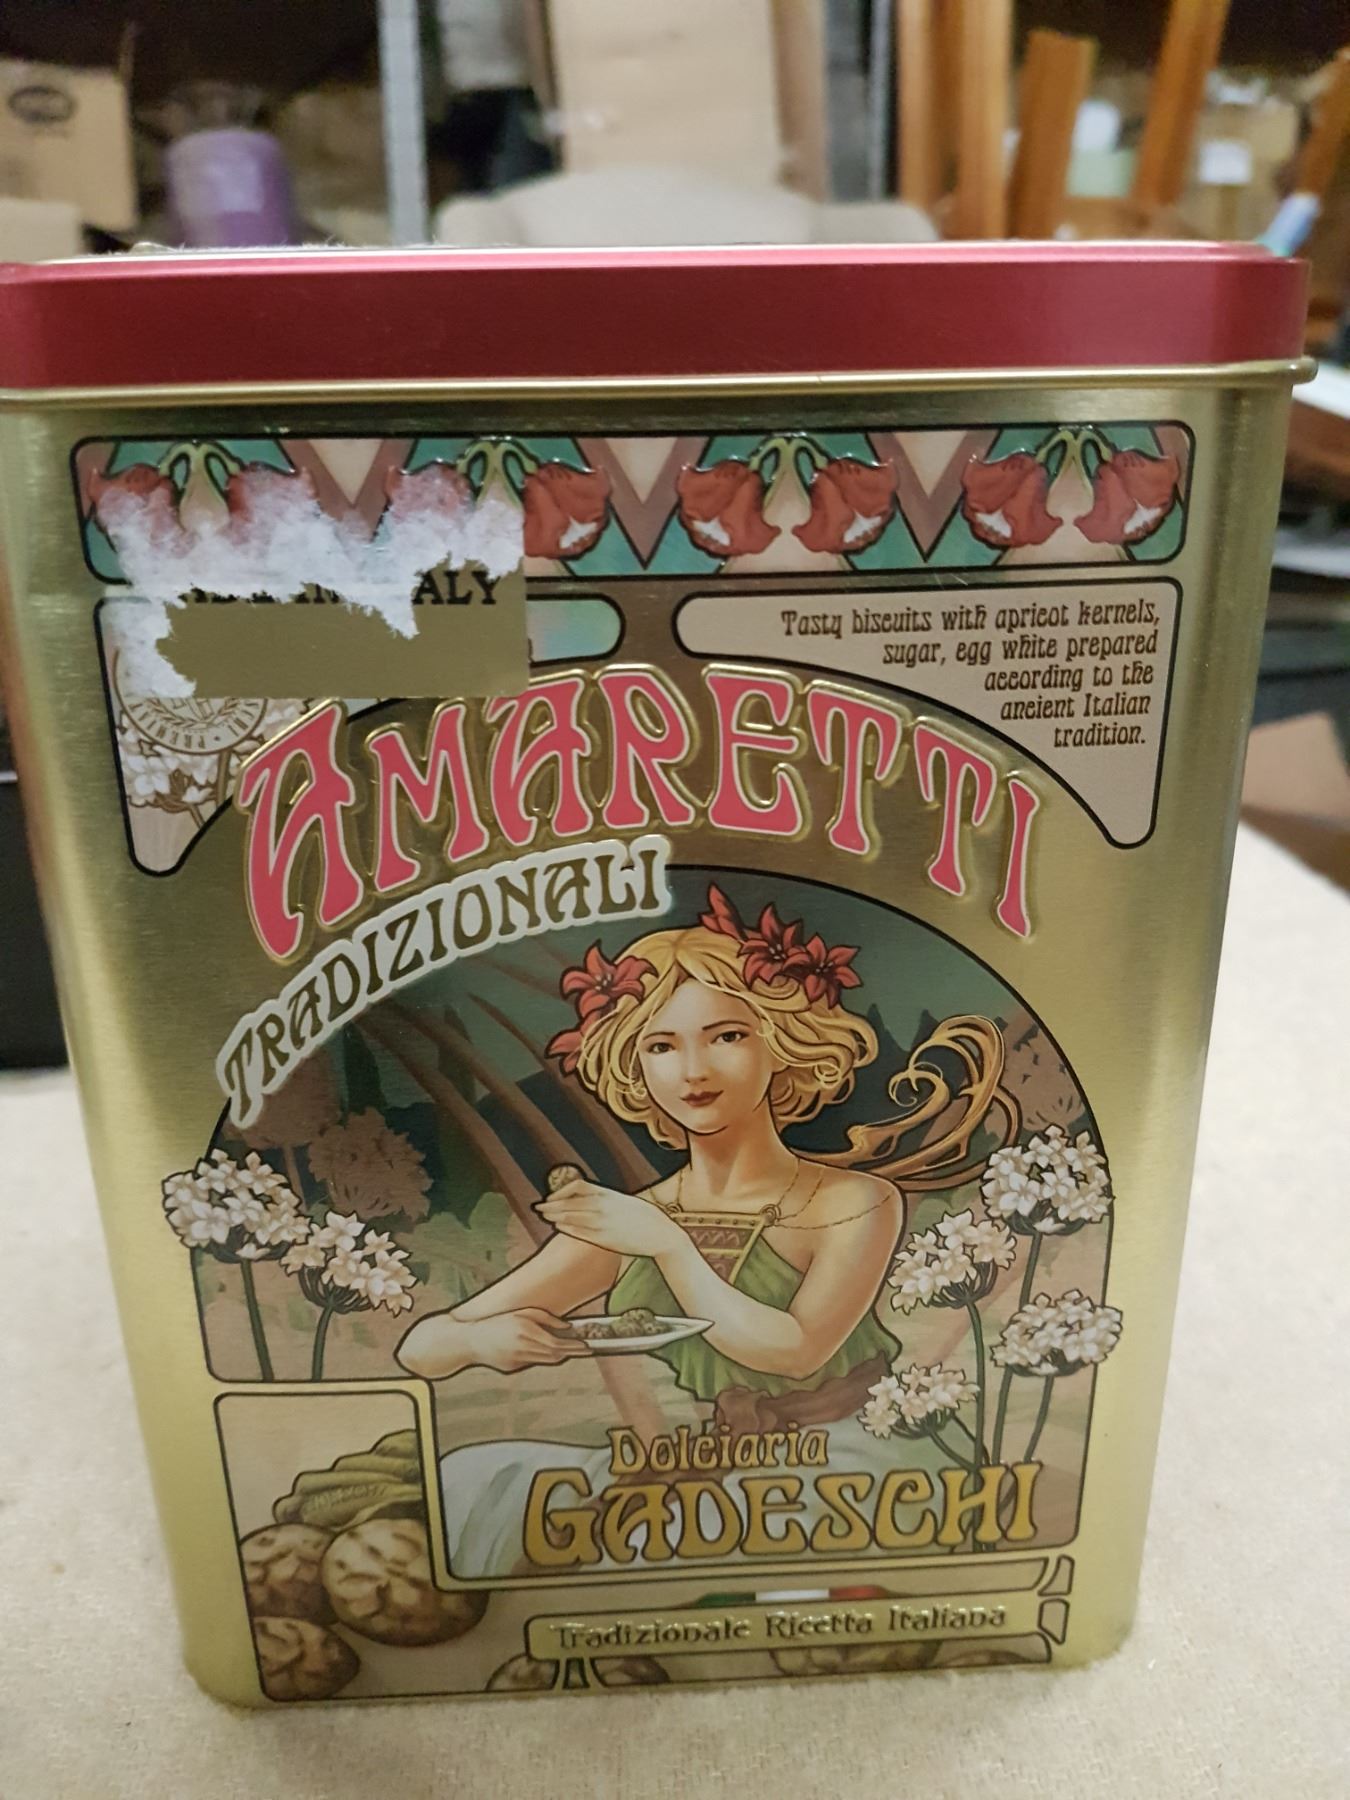 ALY
Tasty biscuits with apricot kernels,
sugar, egg white prepared
according to the
ancient Italian
tradition.
AMARETTI
TRADIZIONALI
Dolciaria
GADESCHI
Tradizionale Ricetta Italiana